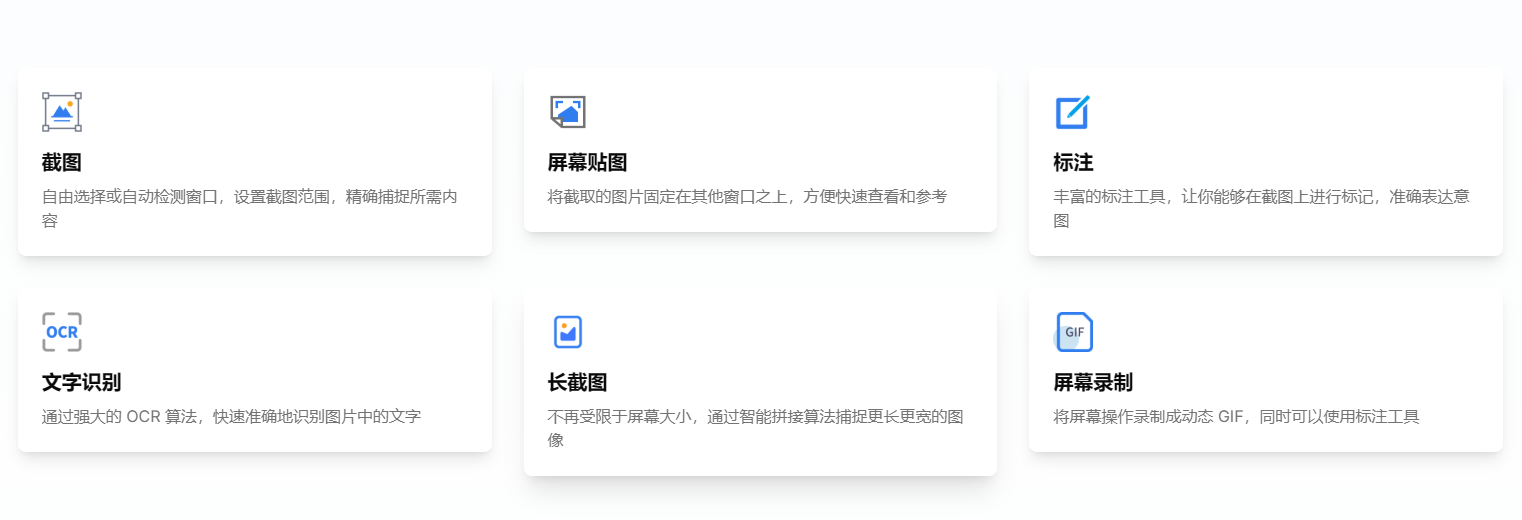 截图
自由选择或自动检测窗口，设置截图范围，精确捕捉所需内
容
屏幕贴图
将截取的图片固定在其他窗口之上，方便快速查看和参考
标注
丰富的标注工具，让你能够在截图上进行标记，准确表达意
图
OCR
文字识别
通过强大的 OCR 算法，快速准确地识别图片中的文字
长截图
不再受限于屏幕大小，通过智能拼接算法捕捉更长更宽的图
像
GIF
屏幕录制
将屏幕操作录制成动态 GIF，同时可以使用标注工具